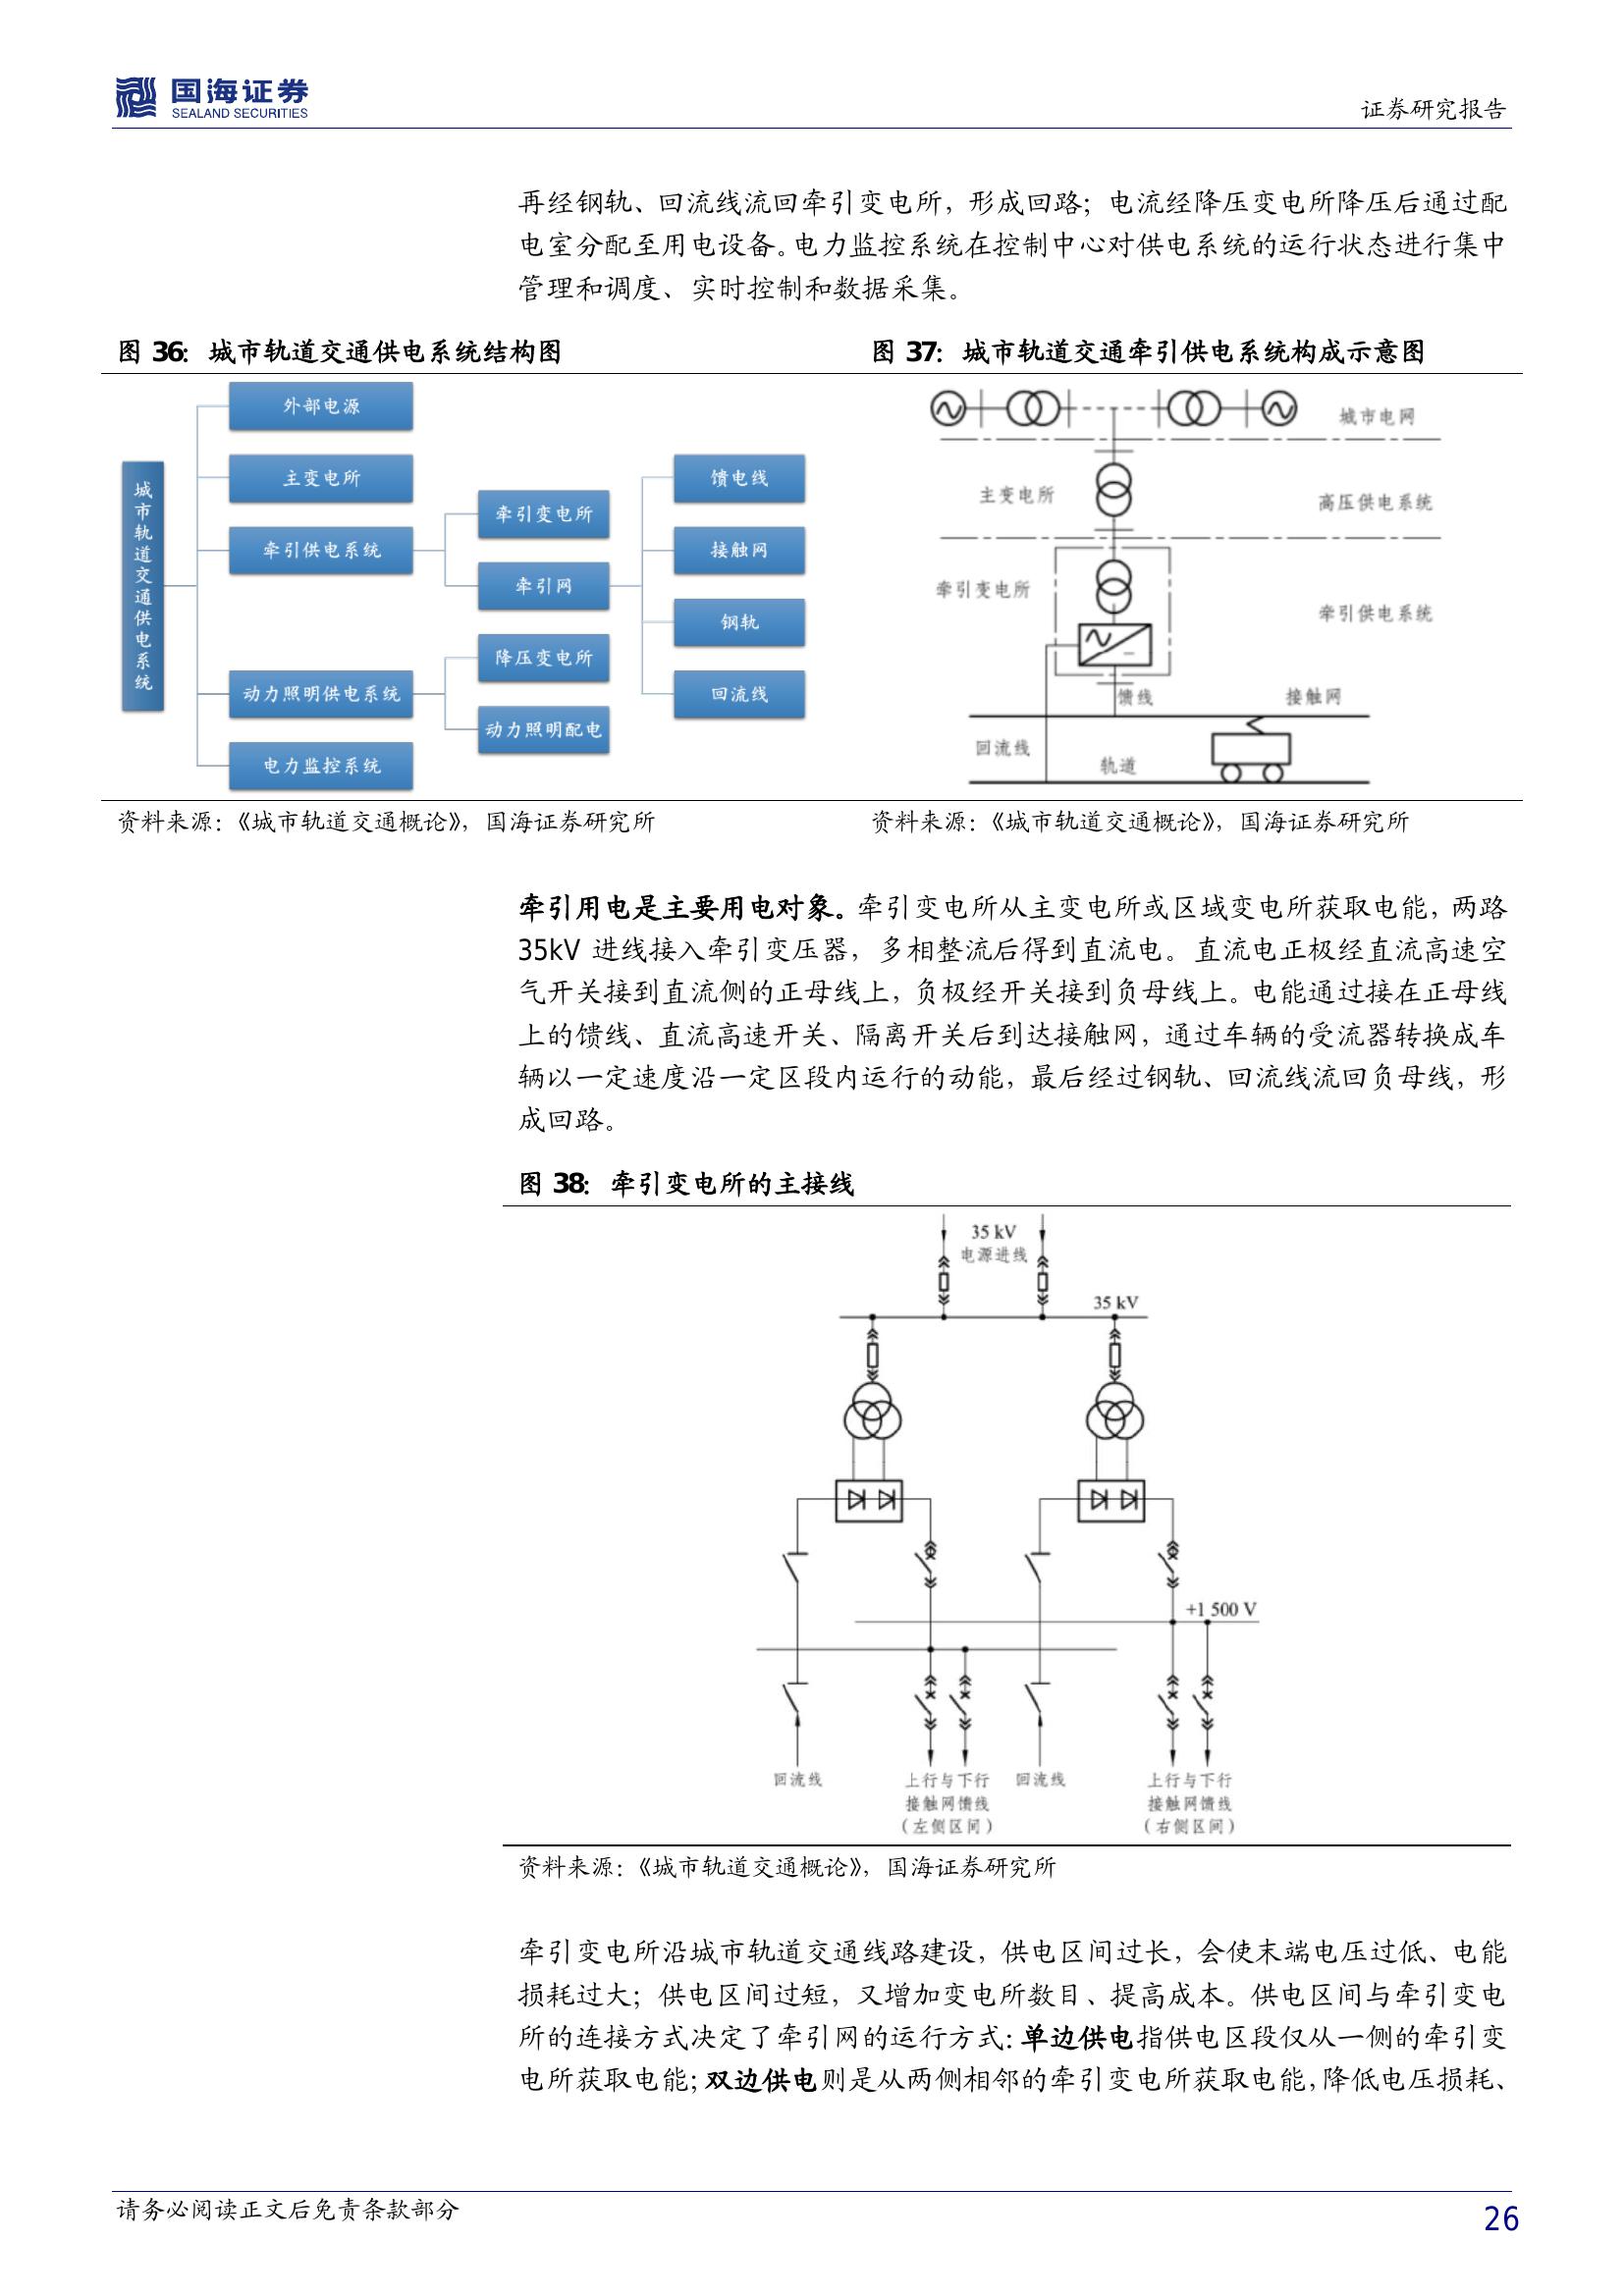 国海证券
SEALAND SECURITIES
证券研究报告
再经钢轨、回流线流回牵引变电所，形成回路；电流经降压变电所降压后通过配
电室分配至用电设备。电力监控系统在控制中心对供电系统的运行状态进行集中
管理和调度、实时控制和数据采集。
图 36：城市轨道交通供电系统结构图
城市轨道交通供电系统
外部电源
主变电所
牵引供电系统
动力照明供电系统
电力监控系统
牵引变电所
牵引网
降压变电所
动力照明配电
馈电线
接触网
钢轨
回流线
资料来源：《城市轨道交通概论》，国海证券研究所
图 37：城市轨道交通牵引供电系统构成示意图
城市电网
主变电所
高压供电系统
牵引变电所
牵引供电系统
馈线
接触网
回流线
轨道
资料来源：《城市轨道交通概论》，国海证券研究所
牵引用电是主要用电对象。牵引变电所从主变电所或区域变电所获取电能，两路
35kV 进线接入牵引变压器，多相整流后得到直流电。直流电正极经直流高速空
气开关接到直流侧的正母线上，负极经开关接到负母线上。电能通过接在正母线
上的馈线、直流高速开关、隔离开关后到达接触网，通过车辆的受流器转换成车
辆以一定速度沿一定区段内运行的动能，最后经过钢轨、回流线流回负母线，形
成回路。
图 38：牵引变电所的主接线
35 kV
电源进线
35 kV
+1 500 V
回流线
上行与下行
接触网馈线
（左侧区间）
回流线
上行与下行
接触网馈线
（右侧区间）
资料来源：《城市轨道交通概论》，国海证券研究所
牵引变电所沿城市轨道交通线路建设，供电区间过长，会使末端电压过低、电能
损耗过大；供电区间过短，又增加变电所数目、提高成本。供电区间与牵引变电
所的连接方式决定了牵引网的运行方式：单边供电指供电区段仅从一侧的牵引变
电所获取电能；双边供电则是从两侧相邻的牵引变电所获取电能，降低电压损耗、
请务必阅读正文后免责条款部分
26